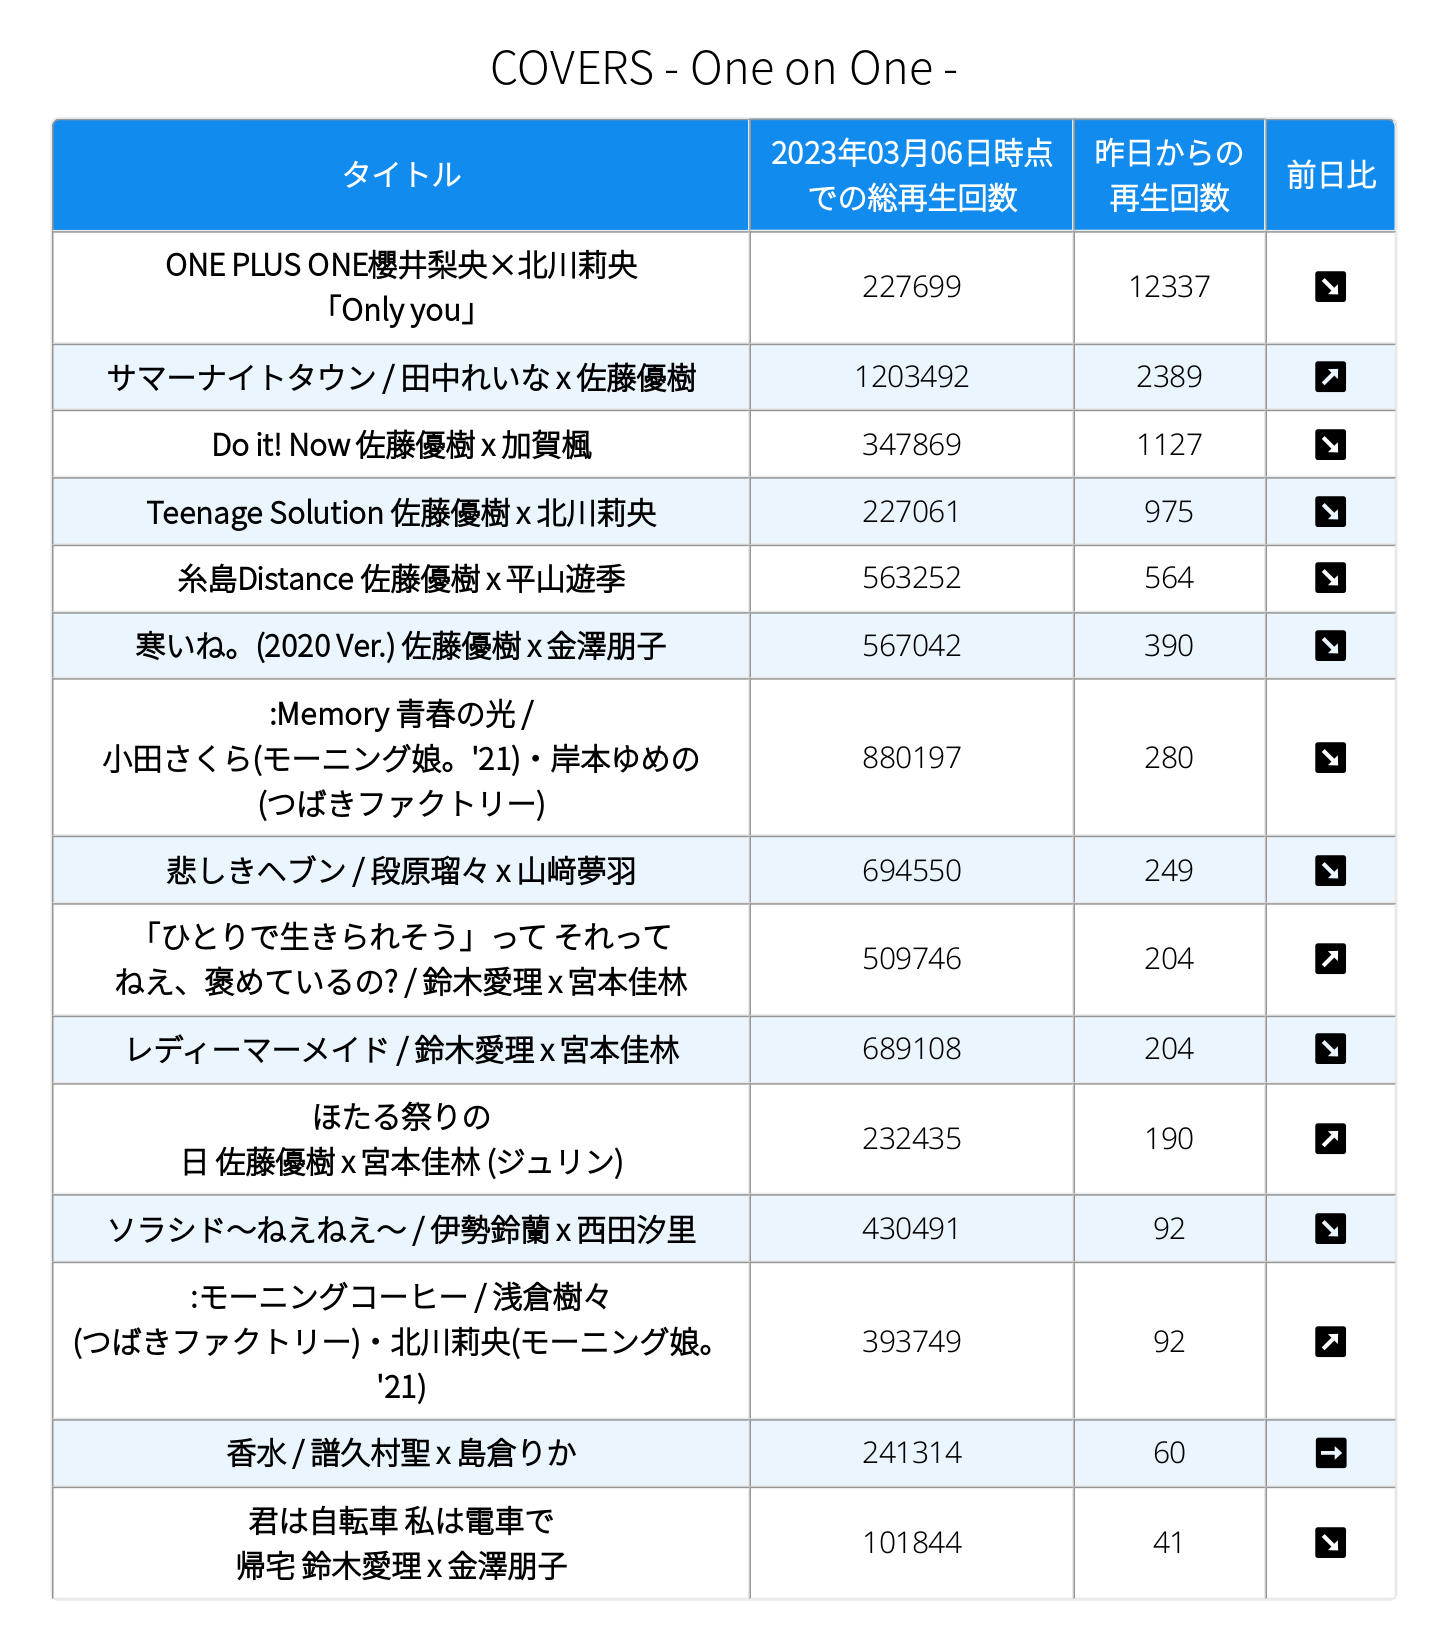 COVERS - One on One -
タイトル
2023年03月06日時点
での総再生回数
昨日からの
再生回数
前日比
ONE PLUS ONE櫻井梨央×北川莉央
「Only you」
227699
12337
サマーナイトタウン / 田中れいな x 佐藤優樹
1203492
2389
Do it! Now 佐藤優樹 x 加賀楓
347869
1127
Teenage Solution 佐藤優樹 x 北川莉央
227061
975
糸島Distance 佐藤優樹 x 平山遊季
563252
564
寒いね。(2020 Ver.) 佐藤優樹 x 金澤朋子
567042
390
:Memory 青春の光 /
小田さくら(モーニング娘。'21)・岸本ゆめの
(つばきファクトリー)
880197
280
悲しきヘブン / 段原瑠々 x 山﨑夢羽
694550
249
「ひとりで生きられそう」って それって
ねえ、褒めているの? / 鈴木愛理 x 宮本佳林
509746
204
レディーマーメイド / 鈴木愛理 x 宮本佳林
689108
204
ほたる祭りの
日 佐藤優樹 x 宮本佳林 (ジュリン)
232435
190
ソラシド～ねえねえ～ / 伊勢鈴蘭 x 西田汐里
430491
92
:モーニングコーヒー / 浅倉樹々
(つばきファクトリー)・北川莉央(モーニング娘。
'21)
393749
92
香水 / 譜久村聖 x 島倉りか
241314
60
君は自転車 私は電車で
帰宅 鈴木愛理 x 金澤朋子
101844
41